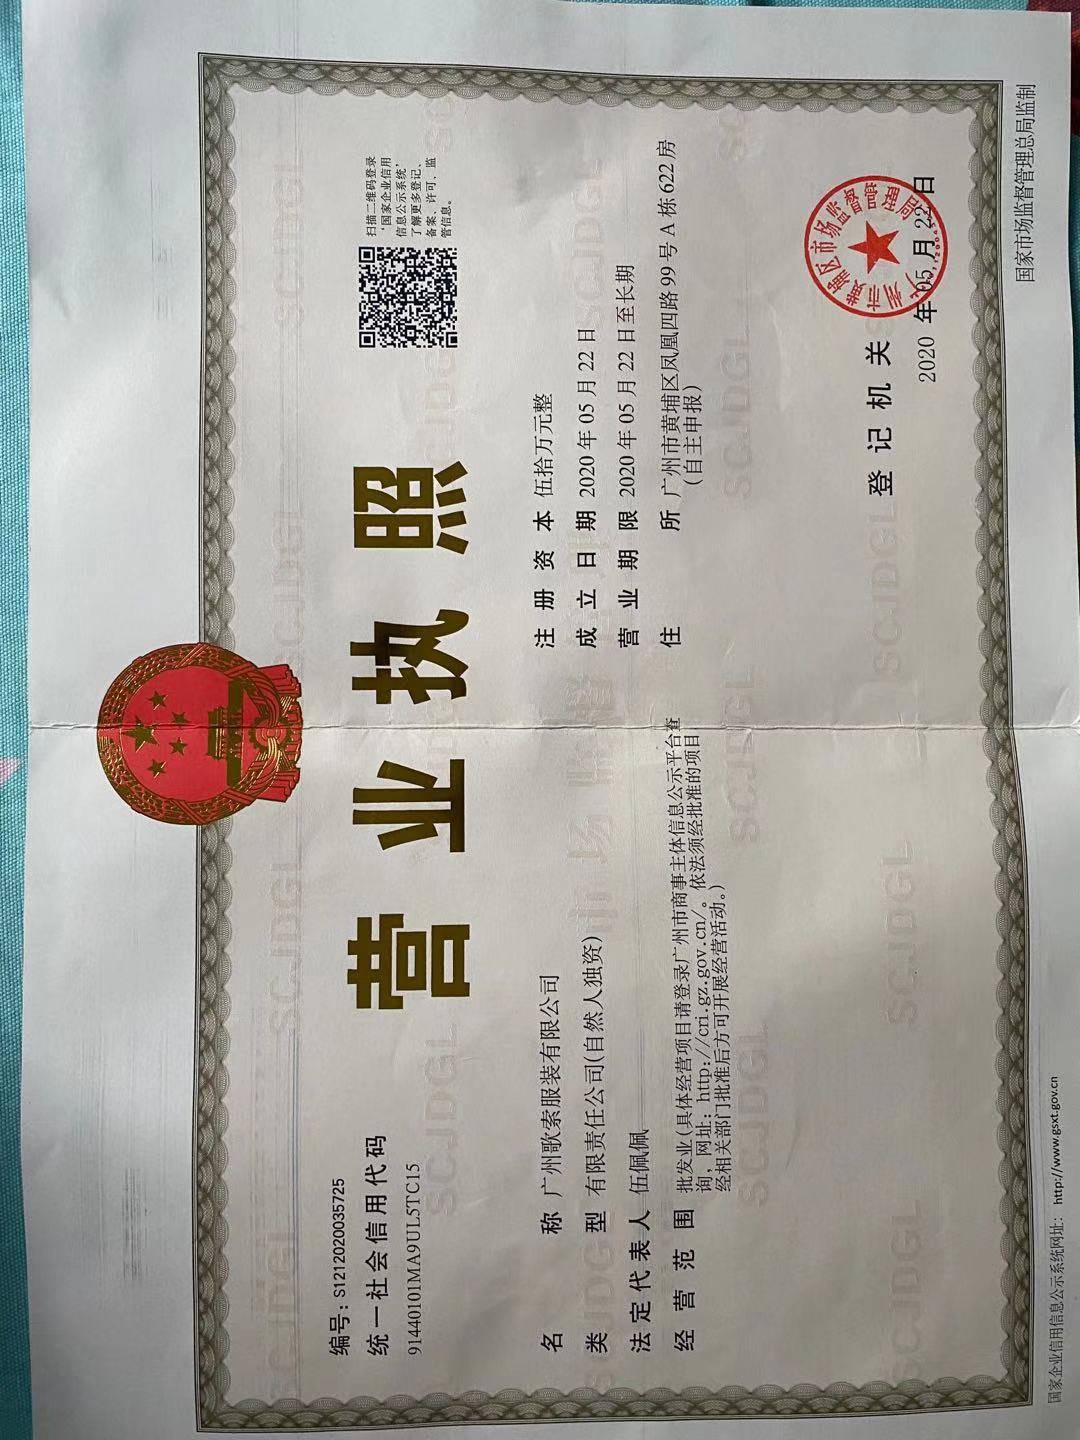 编号: S1212020035725
统一社会信用代码
91440101MA9UL5TC15
营业执照
扫描二维码登录
‘国家企业信用
信息公示系统’
了解更多登记、
备案、许可、监
管信息。
名称 广州歌索服装有限公司
类型 有限责任公司(自然人独资)
法定代表人 伍佩佩
经营范围 批发业(具体经营项目请登录广州市商事主体信息公示平台查
询,网址: http://cri.gz.gov.cn/。依法须经批准的项目,
经相关部门批准后方可开展经营活动。)
注册资本 伍拾万元整
成立日期 2020年05月22日
营业期限 2020年05月22日至长期
住所 广州市黄埔区凤凰四路99号A栋622房
(自主申报)
登记机关
2020年05月22日
国家企业信用信息公示系统网址: http://www.gsxt.gov.cn
国家市场监督管理总局监制